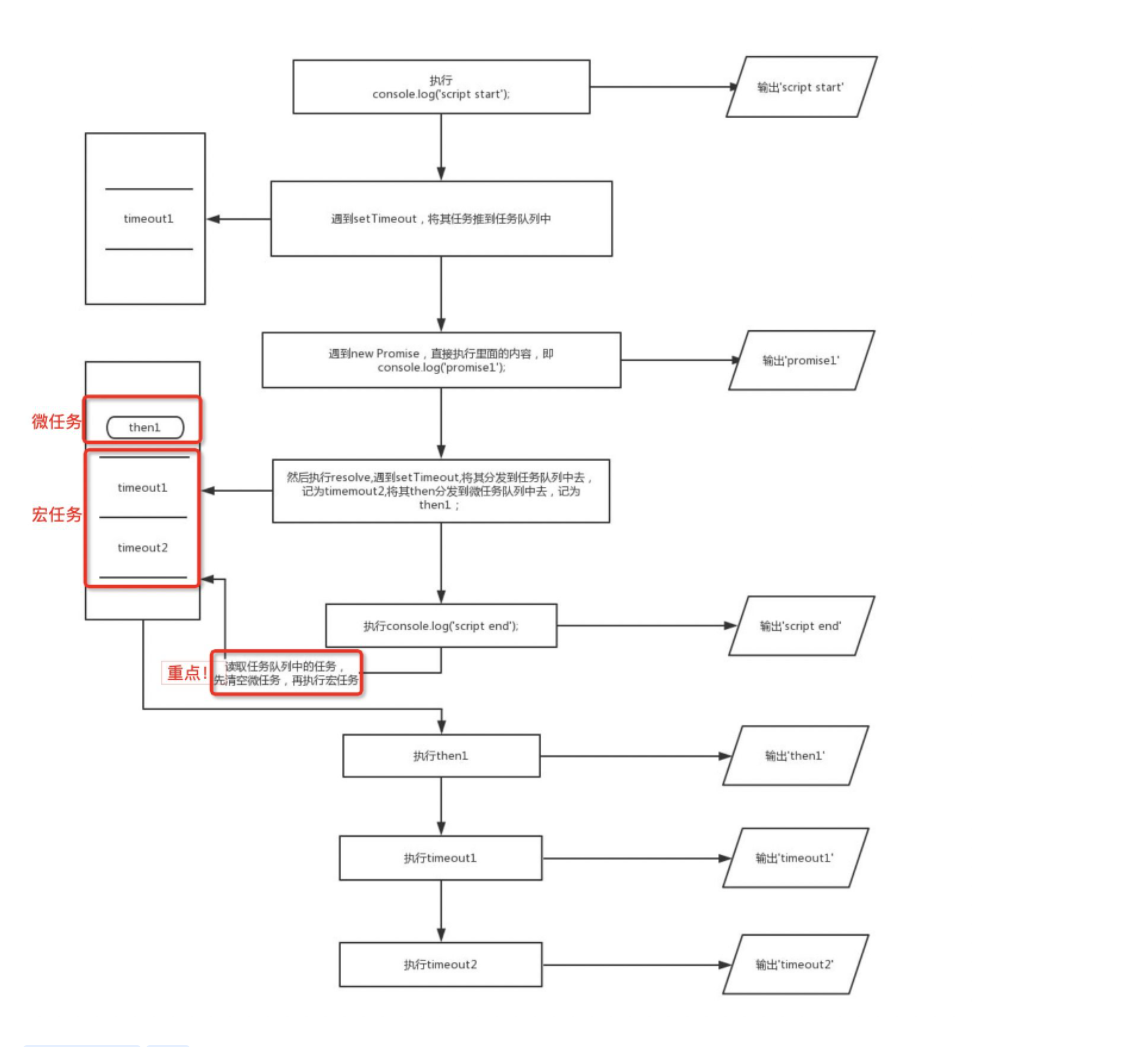 执行
console.log('script start');
输出'script start'
timeout1
遇到setTimeout，将其任务推到任务队列中
遇到new Promise，直接执行里面的内容，即
console.log('promise1');
输出'promise1'
微任务
then1
宏任务
timeout1
timeout2
然后执行resolve,遇到setTimeout,将其分发到任务队列中去，
记为timemout2,将其then分发到微任务队列中去，记为
then1；
执行console.log('script end');
输出'script end'
重点！
读取任务队列中的任务，
先清空微任务，再执行宏任务
执行then1
输出'then1'
执行timeout1
输出'timeout1'
执行timeout2
输出'timeout2'